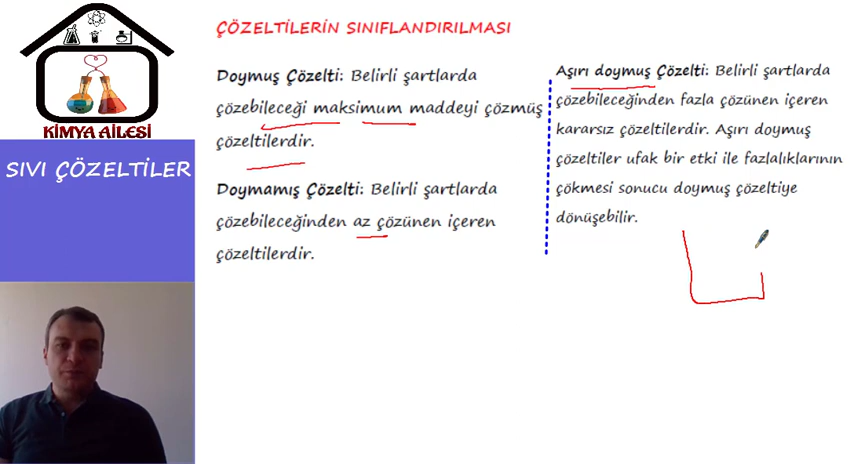 KİMYA AİLESİ
SIVI ÇÖZELTİLER
ÇÖZELTİLERİN SINIFLANDIRILMASI
Doymuş Çözelti: Belirli şartlarda
çözebileceği maksimum maddeyi çözmüş
çözeltilerdir.
Doymamış Çözelti: Belirli şartlarda
çözebileceğinden az çözünen içeren
çözeltilerdir.
Aşırı doymuş Çözelti: Belirli şartlarda
çözebileceğinden fazla çözünen içeren
kararsız çözeltilerdir. Aşırı doymuş
çözeltiler ufak bir etki ile fazlalıklarının
çökmesi sonucu doymuş çözeltiye
dönüşebilir.